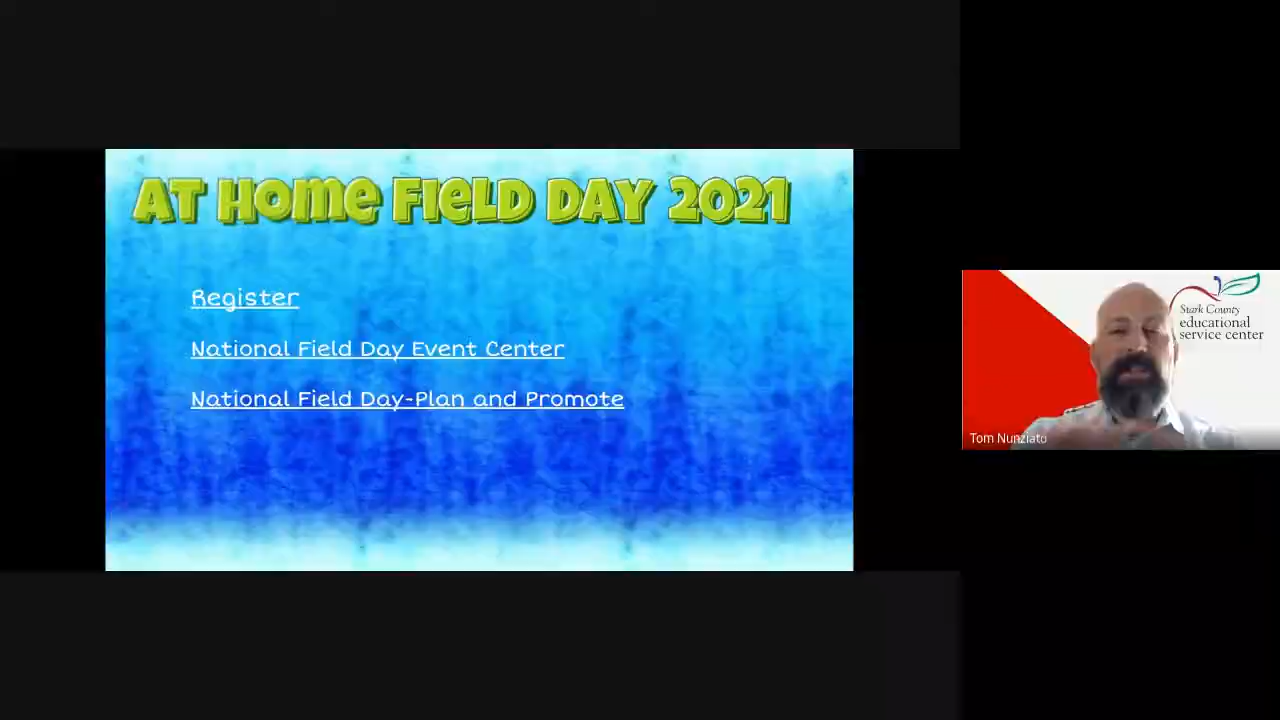 AT HOME FIELD DAY 2021
Register
National Field Day Event Center
National Field Day-Plan and Promote
Stark County
educational
service center
Tom Nunziato